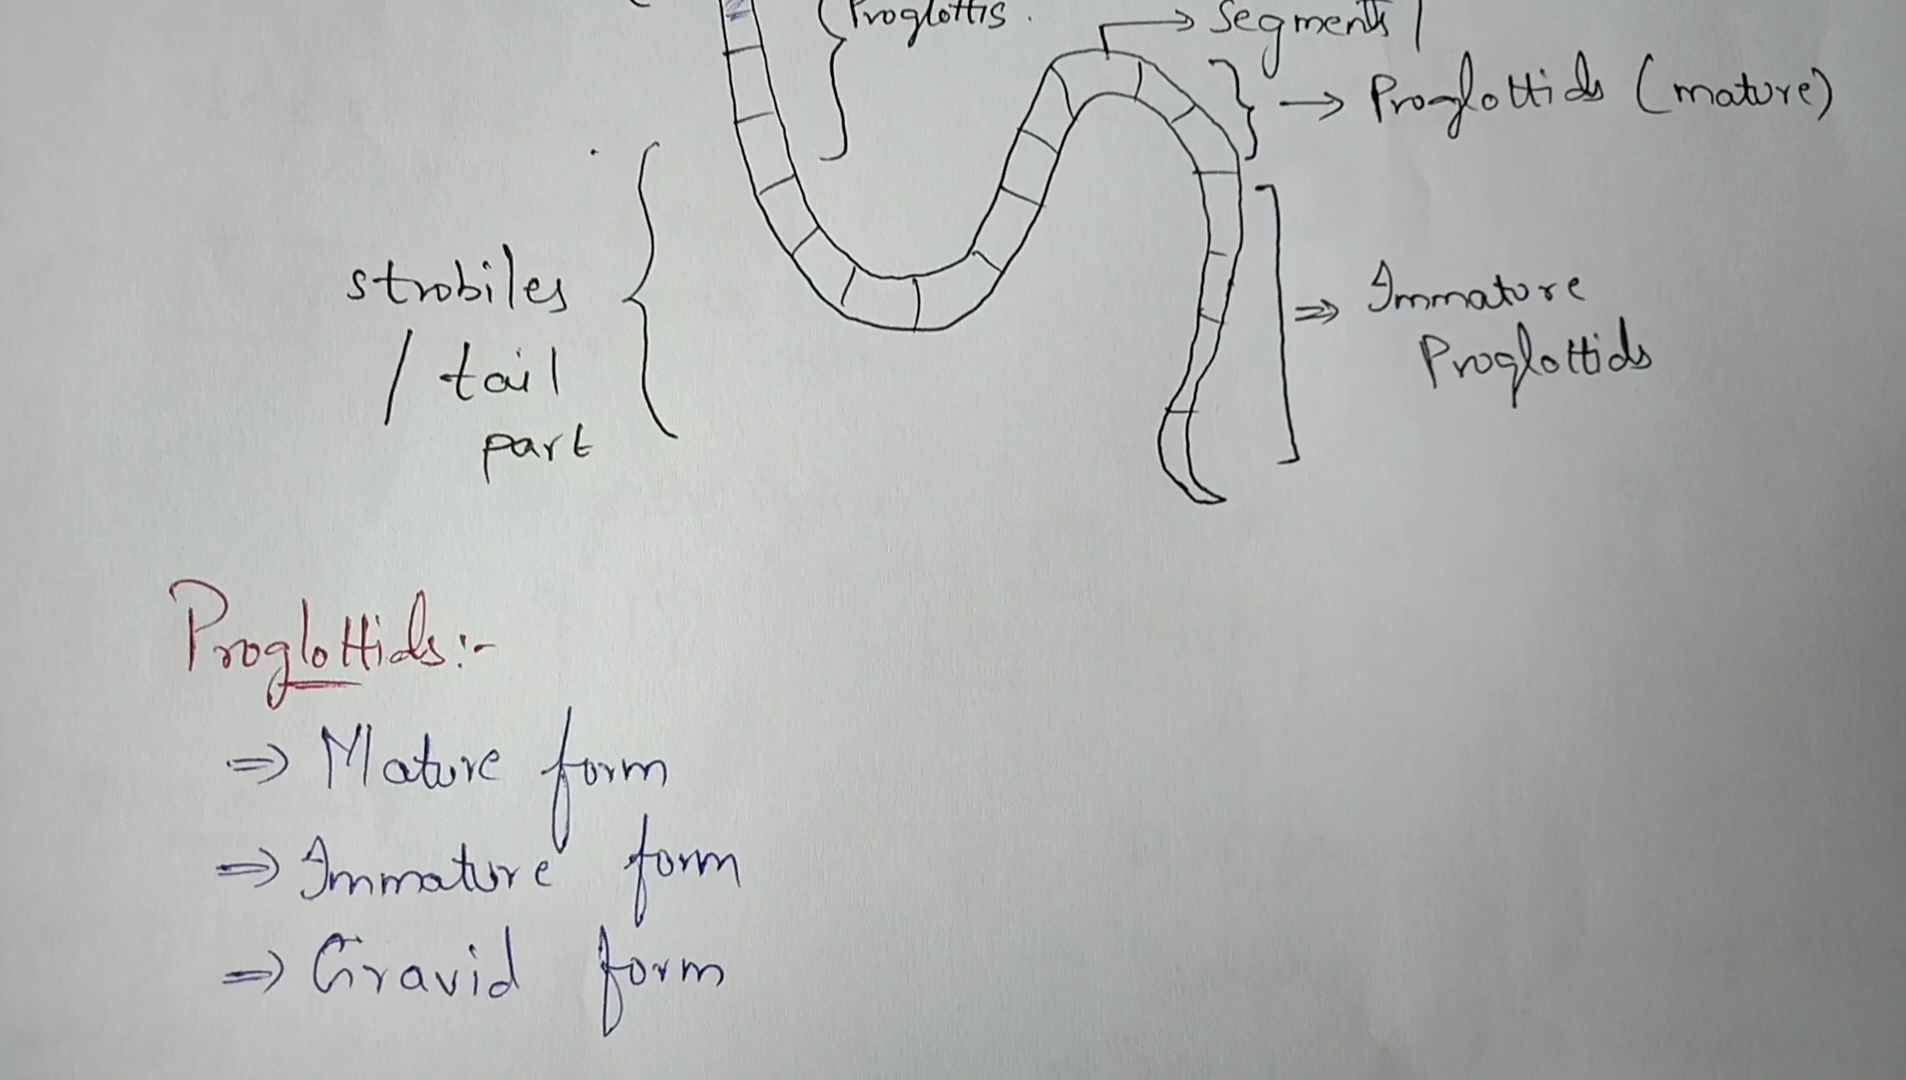 Proglottis.
Segments
Proglottids (mature)
strobiles
/ tail
part
Immature
Proglottids
Proglottids:-
⇒ Mature form
⇒ Immature form
⇒ Gravid form